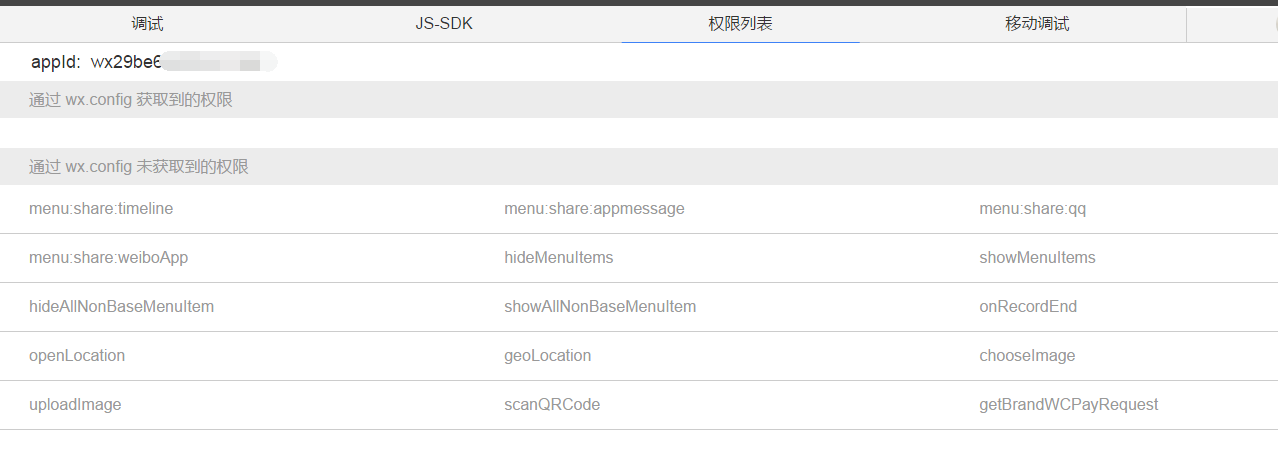 调试 JS-SDK 权限列表 移动调试
appId: wx29be6
通过 wx.config 获取到的权限
通过 wx.config 未获取到的权限
menu:share:timeline menu:share:appmessage menu:share:qq
menu:share:weiboApp hideMenuItems showMenuItems
hideAllNonBaseMenuItem showAllNonBaseMenuItem onRecordEnd
openLocation geoLocation chooseImage
uploadImage scanQRCode getBrandWCPayRequest